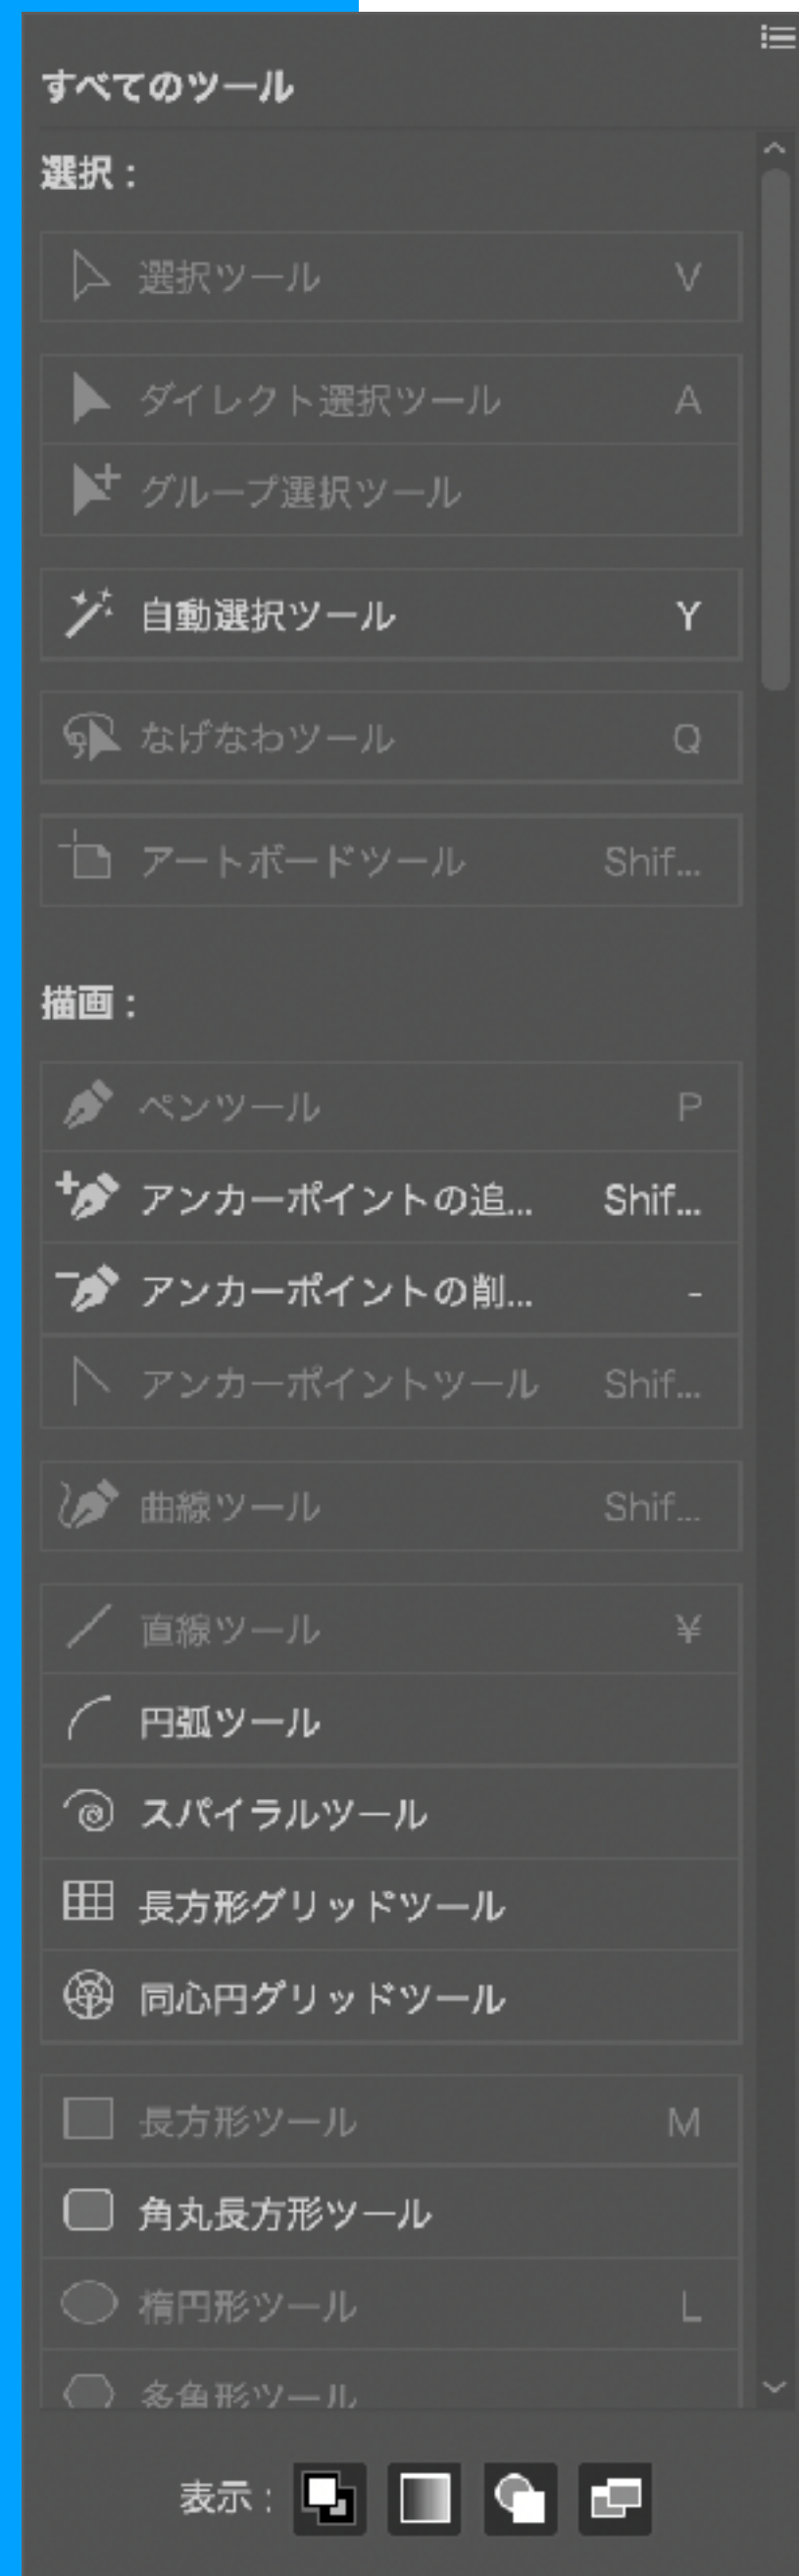 すべてのツール
選択：
選択ツール V
ダイレクト選択ツール A
グループ選択ツール
自動選択ツール Y
なげなわツール Q
アートボードツール Shif...
描画：
ペンツール P
アンカーポイントの追... Shif...
アンカーポイントの削... -
アンカーポイントツール Shif...
曲線ツール Shif...
直線ツール ¥
円弧ツール
スパイラルツール
長方形グリッドツール
同心円グリッドツール
長方形ツール M
角丸長方形ツール
楕円形ツール L
多角形ツール
表示：